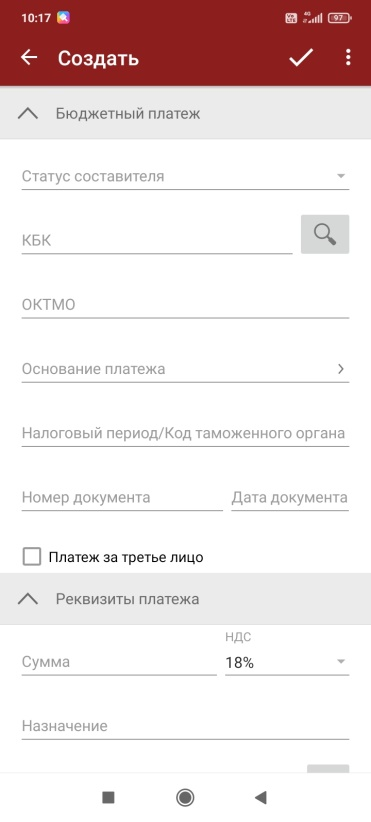 10:17
4G
97
Создать
Бюджетный платеж
Статус составителя
КБК
ОКТМО
Основание платежа
Налоговый период/Код таможенного органа
Номер документа Дата документа
Платеж за третье лицо
Реквизиты платежа
НДС
Сумма 18%
Назначение